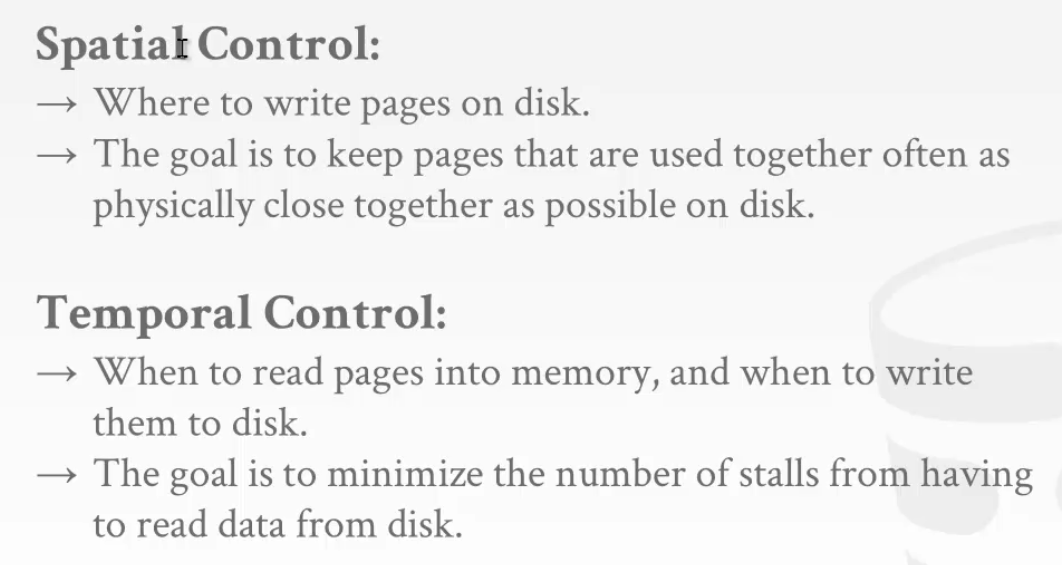 Spatial Control:
→ Where to write pages on disk.
→ The goal is to keep pages that are used together often as
physically close together as possible on disk.
Temporal Control:
→ When to read pages into memory, and when to write
them to disk.
→ The goal is to minimize the number of stalls from having
to read data from disk.